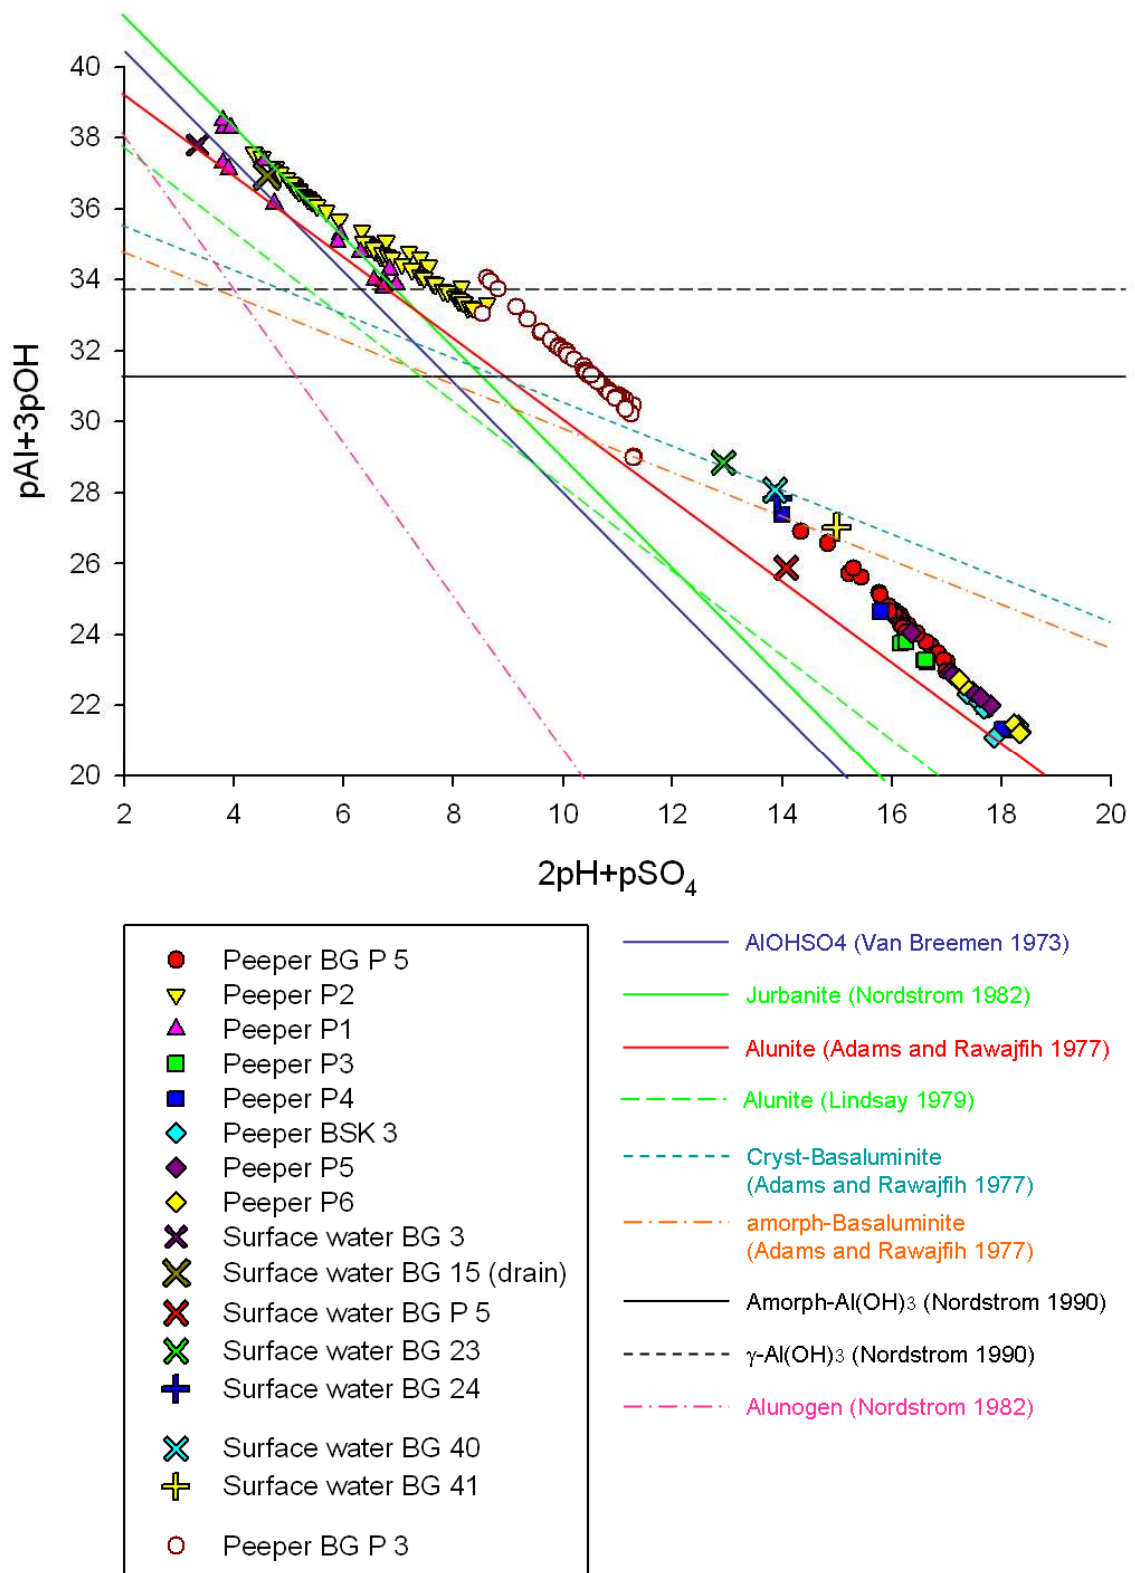 40
38
36
34
32
30
28
26
24
22
20
pAl+3pOH
2 4 6 8 10 12 14 16 18 20
2pH+pSO₄
Peeper BG P 5
Peeper P2
Peeper P1
Peeper P3
Peeper P4
Peeper BSK 3
Peeper P5
Peeper P6
Surface water BG 3
Surface water BG 15 (drain)
Surface water BG P 5
Surface water BG 23
Surface water BG 24
Surface water BG 40
Surface water BG 41
Peeper BG P 3
AlOHSO4 (Van Breemen 1973)
Jurbanite (Nordstrom 1982)
Alunite (Adams and Rawajfih 1977)
Alunite (Lindsay 1979)
Cryst-Basaluminite
(Adams and Rawajfih 1977)
amorph-Basaluminite
(Adams and Rawajfih 1977)
Amorph-Al(OH)₃ (Nordstrom 1990)
γ-Al(OH)₃ (Nordstrom 1990)
Alunogen (Nordstrom 1982)